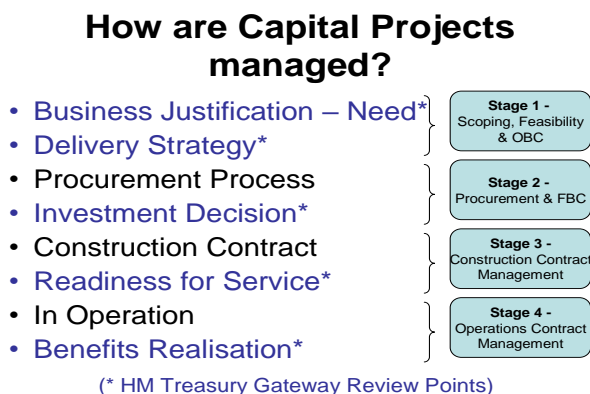 How are Capital Projects
managed?
• Business Justification – Need*
• Delivery Strategy*
Stage 1 -
Scoping, Feasibility
& OBC
• Procurement Process
• Investment Decision*
Stage 2 -
Procurement & FBC
• Construction Contract
• Readiness for Service*
Stage 3 -
Construction Contract
Management
• In Operation
• Benefits Realisation*
Stage 4 -
Operations Contract
Management
(* HM Treasury Gateway Review Points)